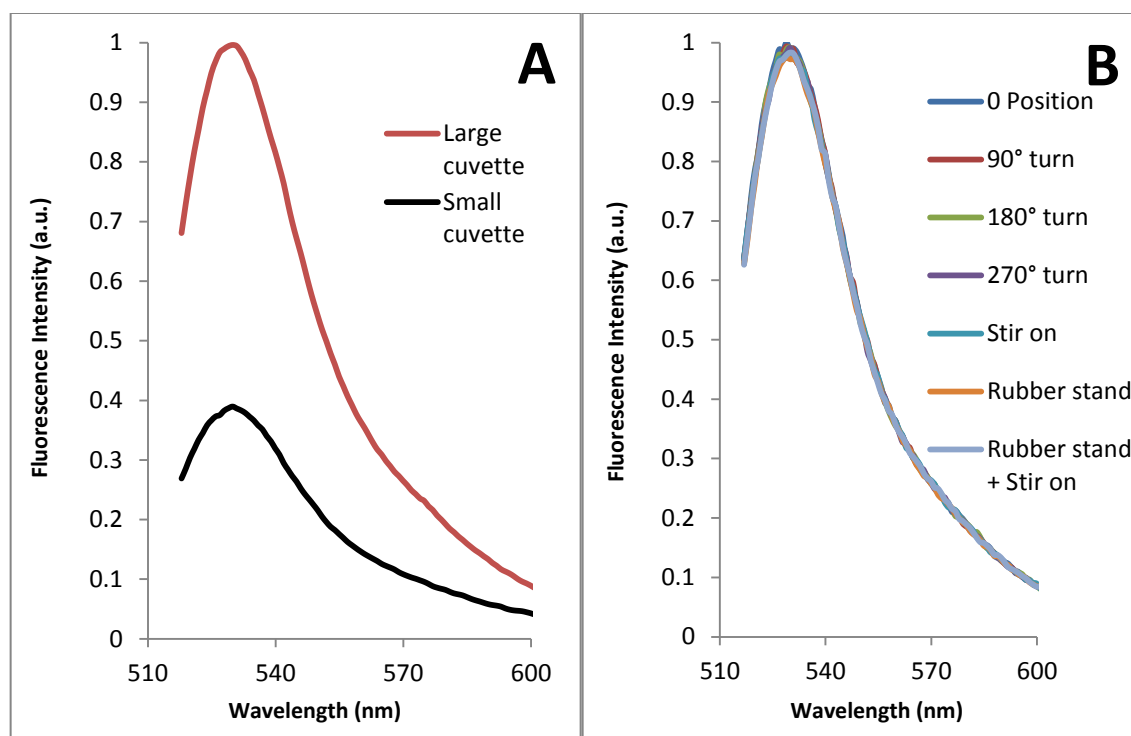 A
1
0.9
0.8
0.7
0.6
0.5
0.4
0.3
0.2
0.1
0
510
540
570
600
Fluorescence Intensity (a.u.)
Wavelength (nm)
Large
cuvette
Small
cuvette
B
1
0.9
0.8
0.7
0.6
0.5
0.4
0.3
0.2
0.1
0
510
540
570
600
Fluorescence Intensity (a.u.)
Wavelength (nm)
0 Position
90° turn
180° turn
270° turn
Stir on
Rubber stand
Rubber stand
+ Stir on